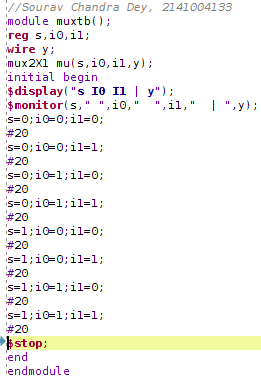 //Sourav Chandra Dey, 2141004133
module muxtb();
reg s,i0,i1;
wire y;
mux2X1 mu(s,i0,i1,y);
initial begin
$display("s I0 I1 | y");
$monitor(s," ",i0,"  ",i1,"  | ",y);
s=0;i0=0;i1=0;
#20
s=0;i0=0;i1=1;
#20
s=0;i0=1;i1=0;
#20
s=0;i0=1;i1=1;
#20
s=1;i0=0;i1=0;
#20
s=1;i0=0;i1=1;
#20
s=1;i0=1;i1=0;
#20
s=1;i0=1;i1=1;
#20
$stop;
end
endmodule